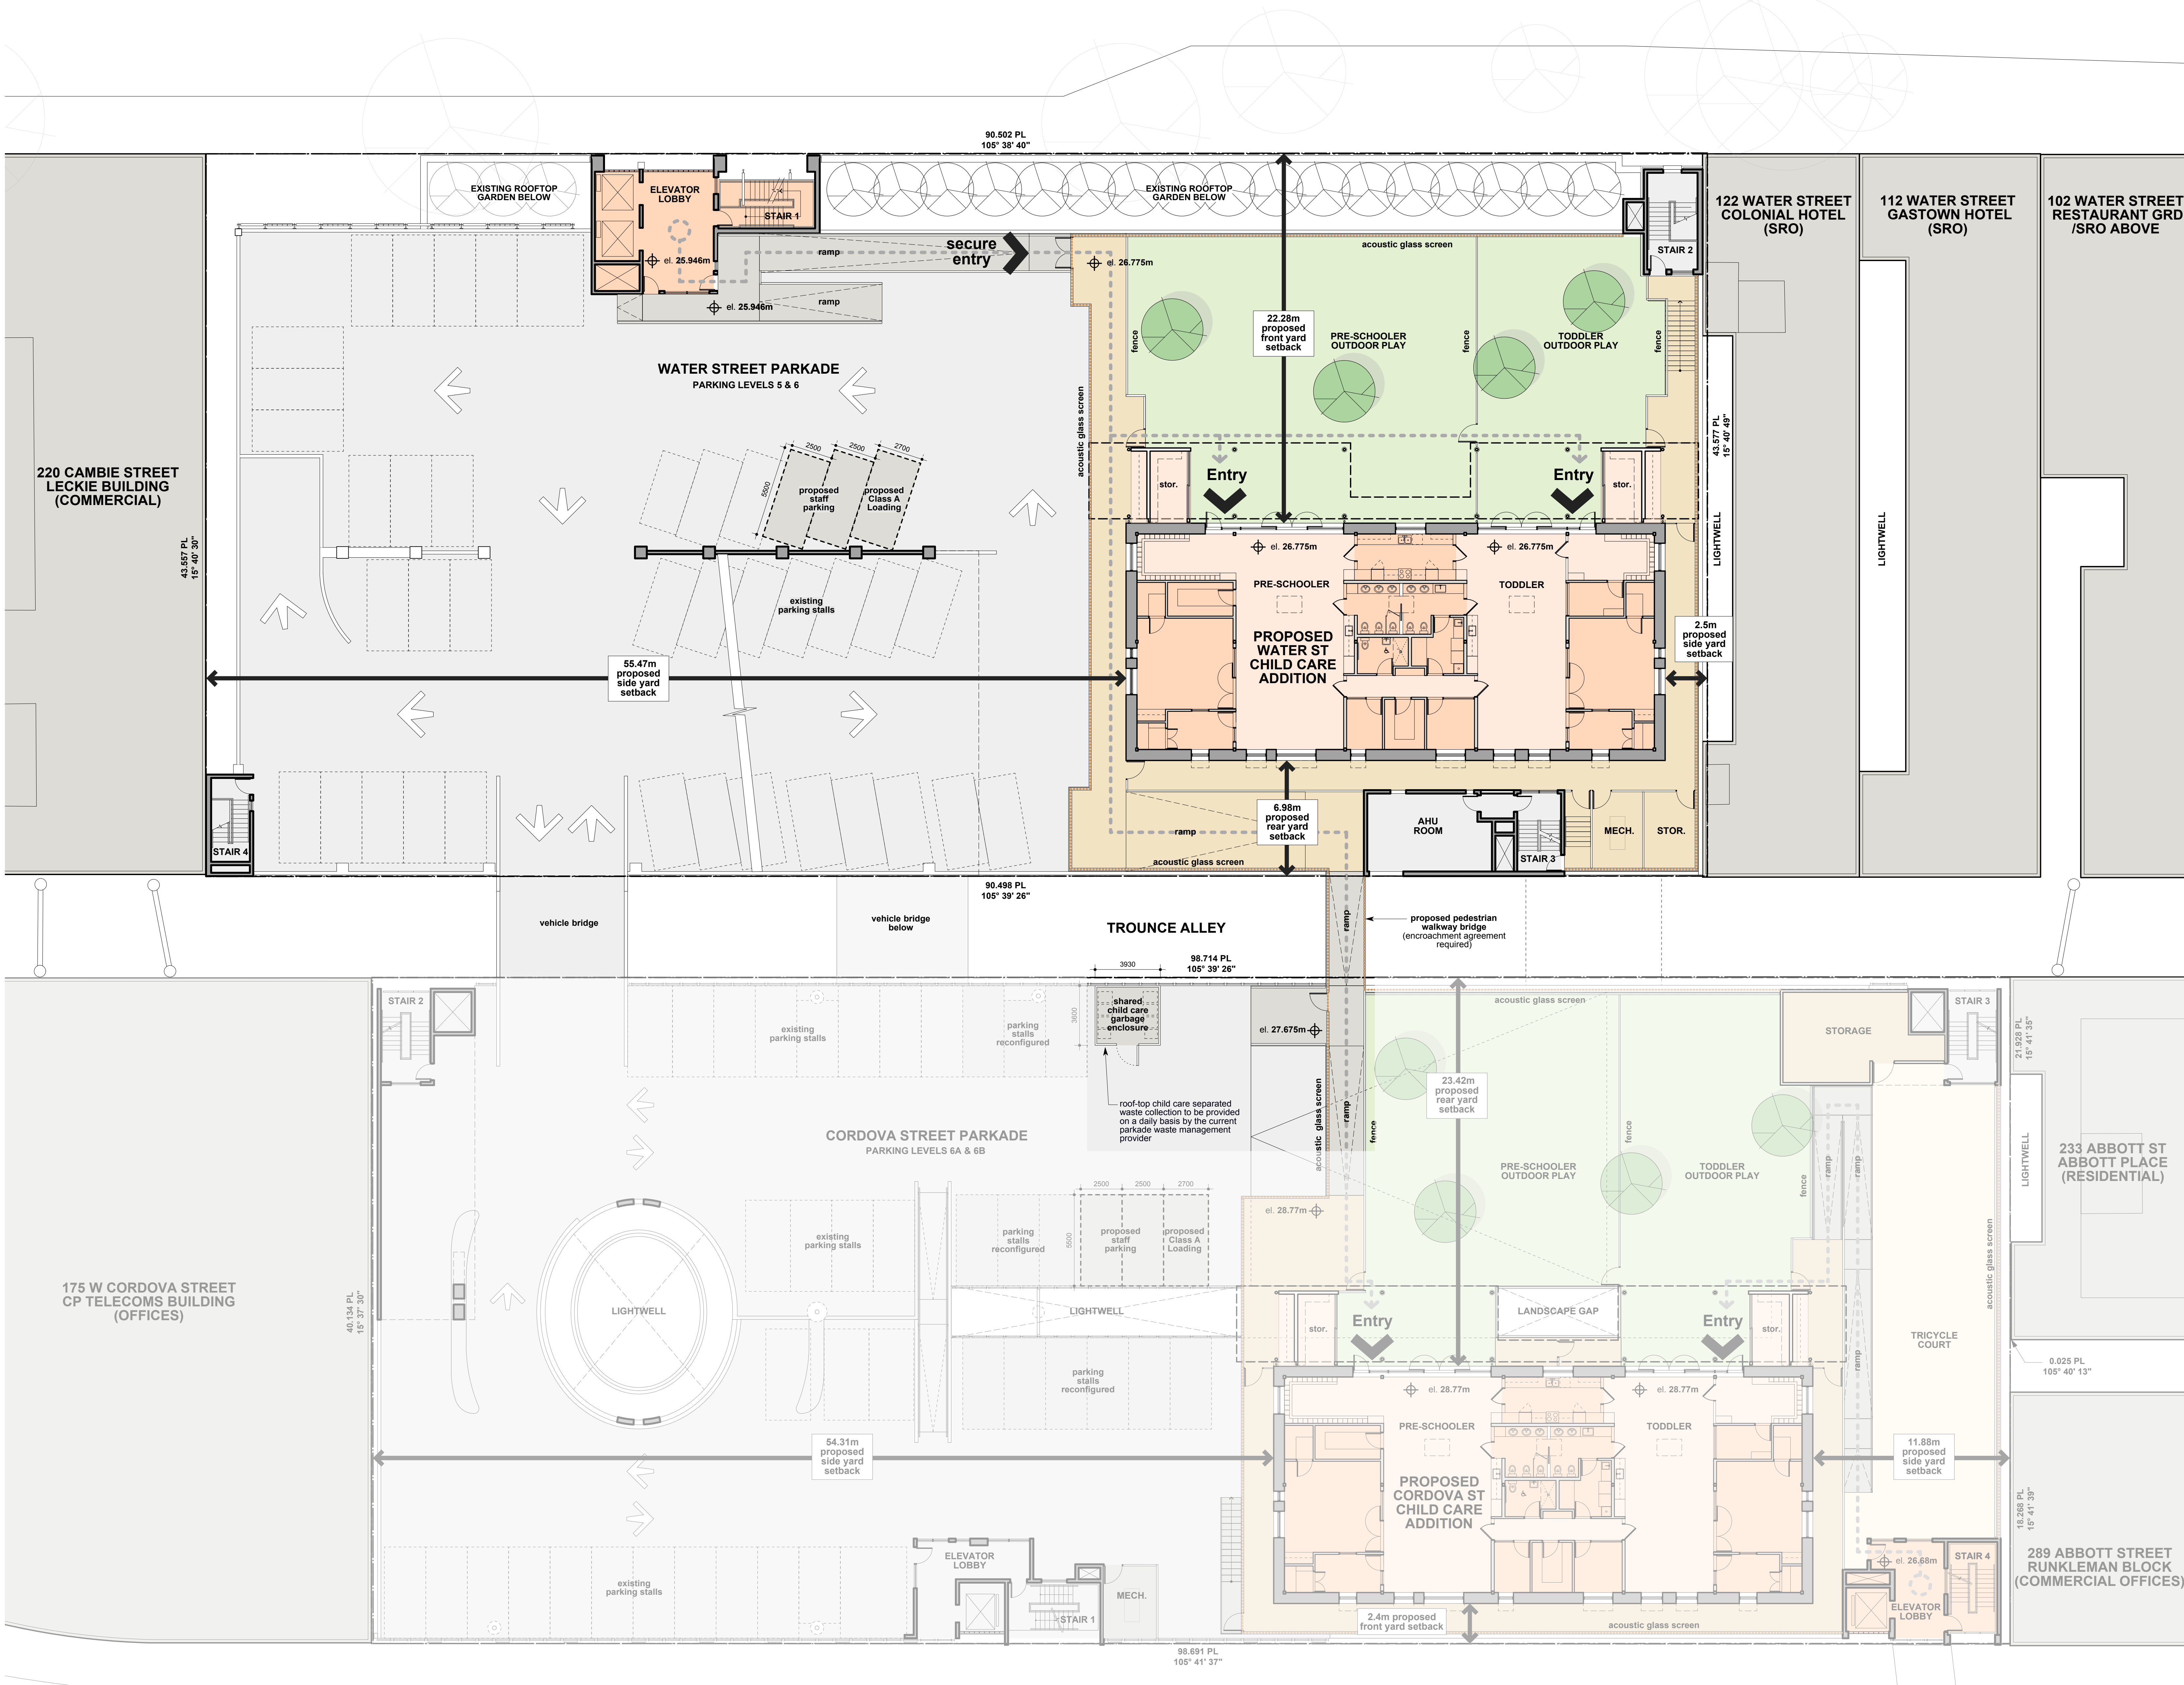 90.502 PL
105° 38' 40"
EXISTING ROOFTOP
GARDEN BELOW
ELEVATOR
LOBBY
STAIR 1
EXISTING ROOFTOP
GARDEN BELOW
STAIR 2
122 WATER STREET
COLONIAL HOTEL
(SRO)
112 WATER STREET
GASTOWN HOTEL
(SRO)
102 WATER STREET
RESTAURANT GRD
/SRO ABOVE
el. 25.946m
ramp
secure
entry
acoustic glass screen
el. 26.775m
el. 25.946m
ramp
fence
22.28m
proposed
front yard
setback
PRE-SCHOOLER
OUTDOOR PLAY
fence
TODDLER
OUTDOOR PLAY
fence
WATER STREET PARKADE
PARKING LEVELS 5 & 6
acoustic glass screen
43.577 PL
15° 40' 49"
2500
2500
2700
5500
proposed
staff
parking
proposed
Class A
Loading
220 CAMBIE STREET
LECKIE BUILDING
(COMMERCIAL)
43.557 PL
15° 40' 30"
stor.
Entry
Entry
stor.
LIGHTWELL
LIGHTWELL
el. 26.775m
el. 26.775m
PRE-SCHOOLER
TODDLER
existing
parking stalls
PROPOSED
WATER ST
CHILD CARE
ADDITION
2.5m
proposed
side yard
setback
55.47m
proposed
side yard
setback
6.98m
proposed
rear yard
setback
ramp
AHU
ROOM
STAIR 3
MECH.
STOR.
STAIR 4
acoustic glass screen
90.498 PL
105° 39' 26"
vehicle bridge
vehicle bridge
below
TROUNCE ALLEY
ramp
proposed pedestrian
walkway bridge
(encroachment agreement
required)
3930
98.714 PL
105° 39' 26"
STAIR 2
existing
parking stalls
parking
stalls
reconfigured
3600
shared
child care
garbage
enclosure
el. 27.675m
acoustic glass screen
STORAGE
STAIR 3
21.928 PL
15° 41' 35"
23.42m
proposed
rear yard
setback
roof-top child care separated
waste collection to be provided
on a daily basis by the current
parkade waste management
provider
acoustic glass screen
ramp
fence
fence
CORDOVA STREET PARKADE
PARKING LEVELS 6A & 6B
PRE-SCHOOLER
OUTDOOR PLAY
TODDLER
OUTDOOR PLAY
fence
ramp
ramp
LIGHTWELL
233 ABBOTT ST
ABBOTT PLACE
(RESIDENTIAL)
2500
2500
2700
5500
el. 28.77m
existing
parking stalls
parking
stalls
reconfigured
proposed
staff
parking
proposed
Class A
Loading
acoustic glass screen
175 W CORDOVA STREET
CP TELECOMS BUILDING
(OFFICES)
40.134 PL
15° 37' 30"
LIGHTWELL
LIGHTWELL
stor.
Entry
LANDSCAPE GAP
Entry
stor.
ramp
TRICYCLE
COURT
0.025 PL
105° 40' 13"
parking
stalls
reconfigured
el. 28.77m
el. 28.77m
PRE-SCHOOLER
TODDLER
54.31m
proposed
side yard
setback
11.88m
proposed
side yard
setback
PROPOSED
CORDOVA ST
CHILD CARE
ADDITION
18.268 PL
15° 41' 39"
ELEVATOR
LOBBY
existing
parking stalls
STAIR 1
MECH.
2.4m proposed
front yard setback
acoustic glass screen
el. 26.68m
STAIR 4
ELEVATOR
LOBBY
289 ABBOTT STREET
RUNKLEMAN BLOCK
(COMMERCIAL OFFICES)
98.691 PL
105° 41' 37"